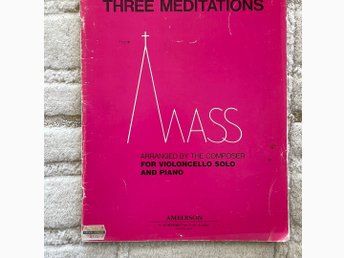 THREE MEDITATIONS
MASS
ARRANGED BY THE COMPOSER
FOR VIOLONCELLO SOLO
AND PIANO
AMBERSON